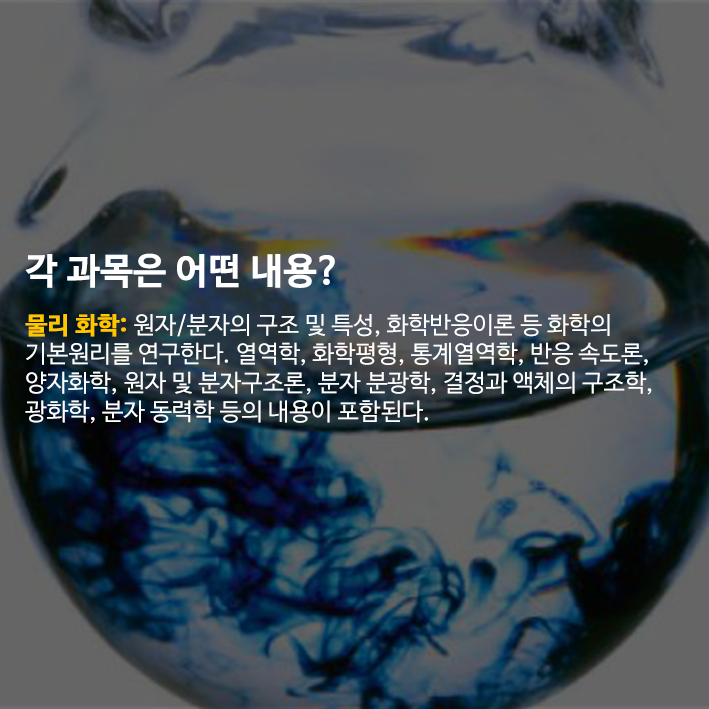 각 과목은 어떤 내용?
물리 화학: 원자/분자의 구조 및 특성, 화학반응이론 등 화학의
기본원리를 연구한다. 열역학, 화학평형, 통계열역학, 반응 속도론,
양자화학, 원자 및 분자구조론, 분자 분광학, 결정과 액체의 구조학,
광화학, 분자 동력학 등의 내용이 포함된다.